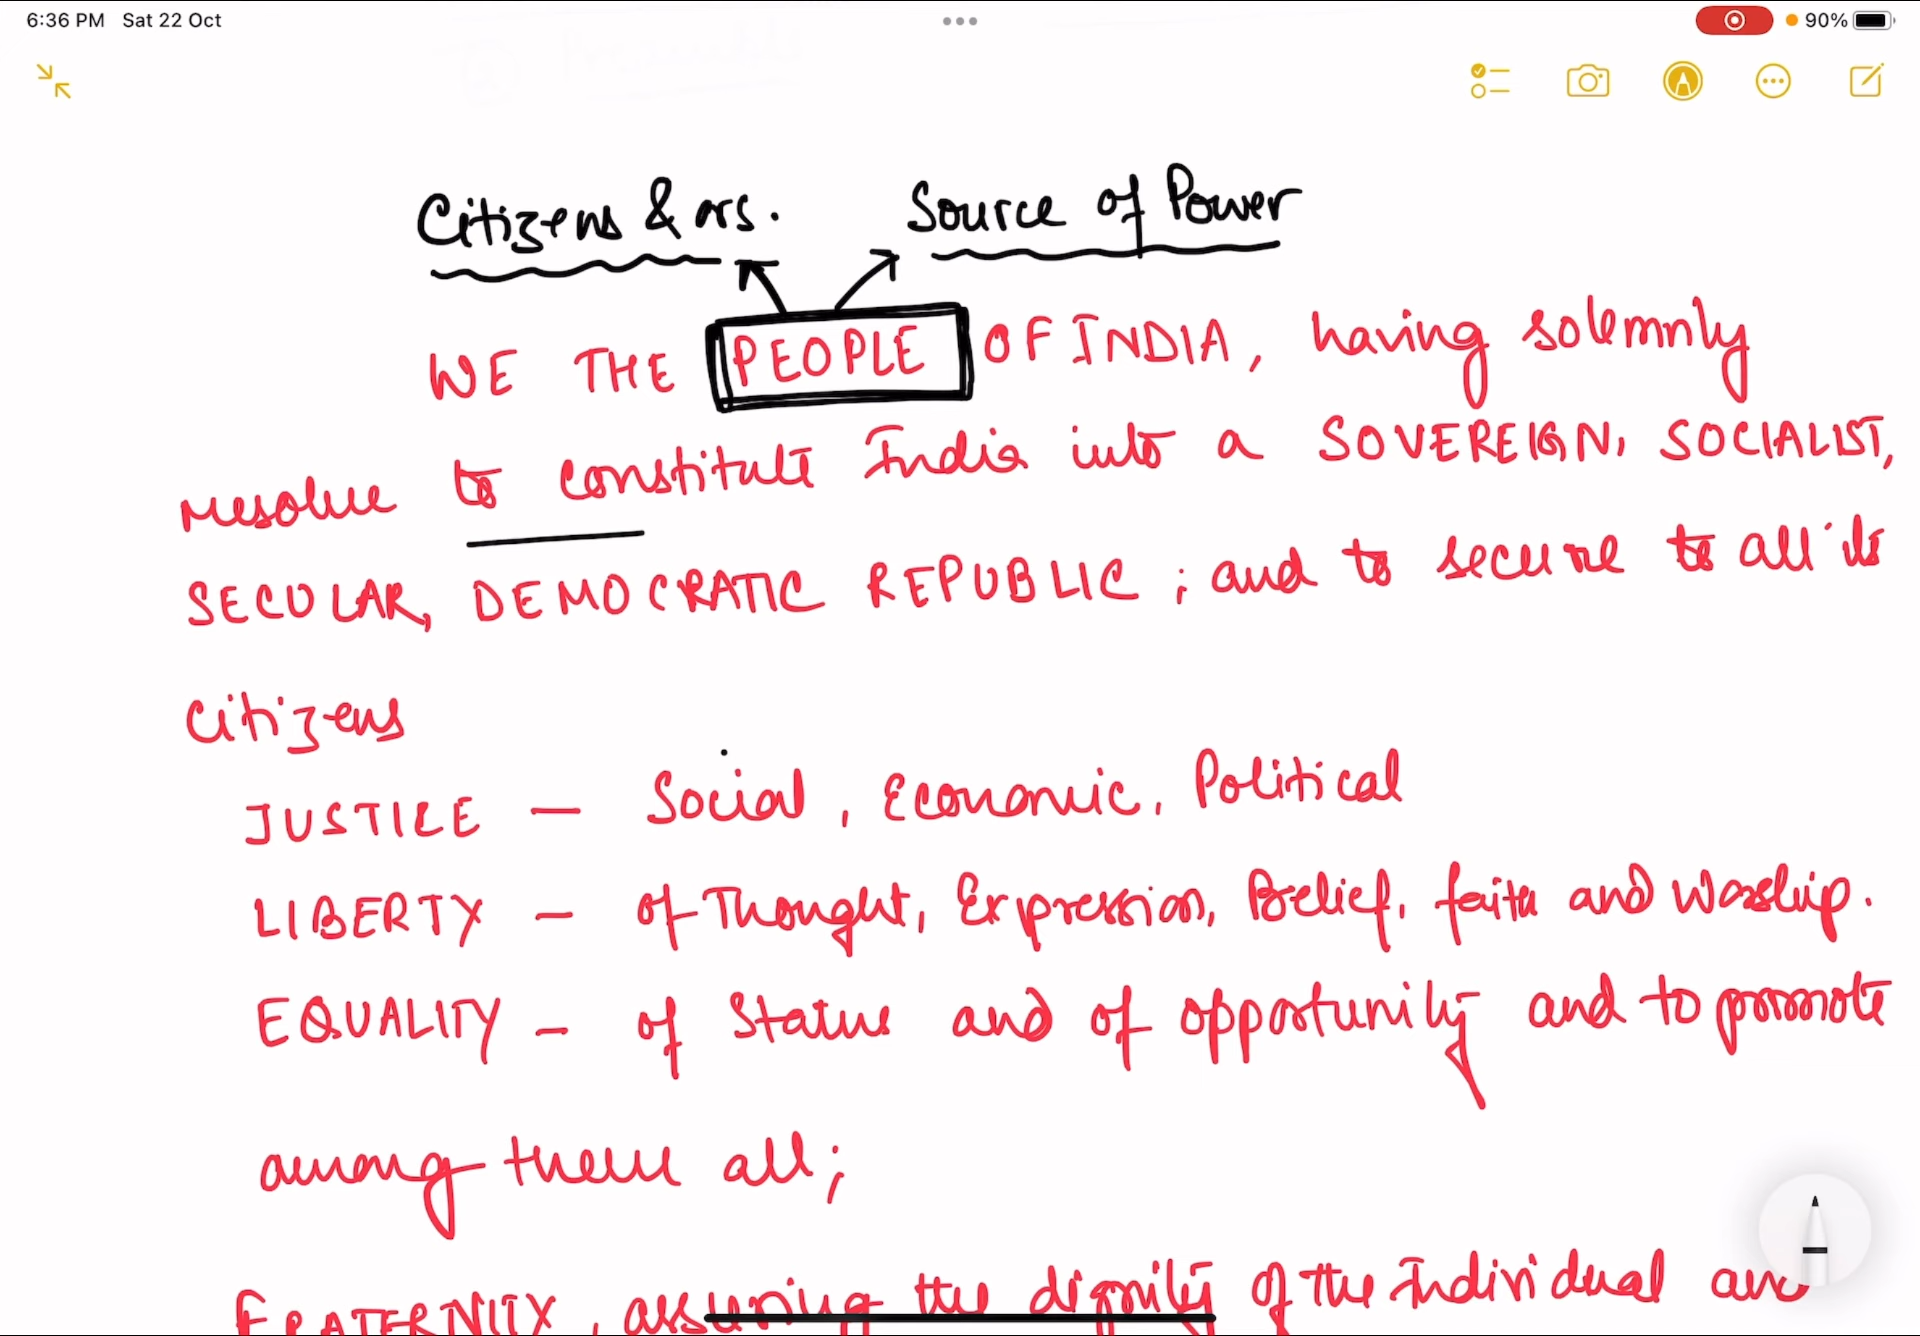 6:36 PM Sat 22 Oct
90%
Citizens & ors. Source of Power
WE THE PEOPLE OF INDIA, having solemnly
resolve to constitute India into a SOVEREIGN, SOCIALIST,
SECULAR, DEMOCRATIC REPUBLIC ; and to secure to all its
Citizens
JUSTICE — Social, Economic, Political
LIBERTY — of Thought, Expression, Belief, faith and Worship.
EQUALITY — of Status and of opportunity and to promote
among them all;
FRATERNITY, assuring the dignity of the Individual and